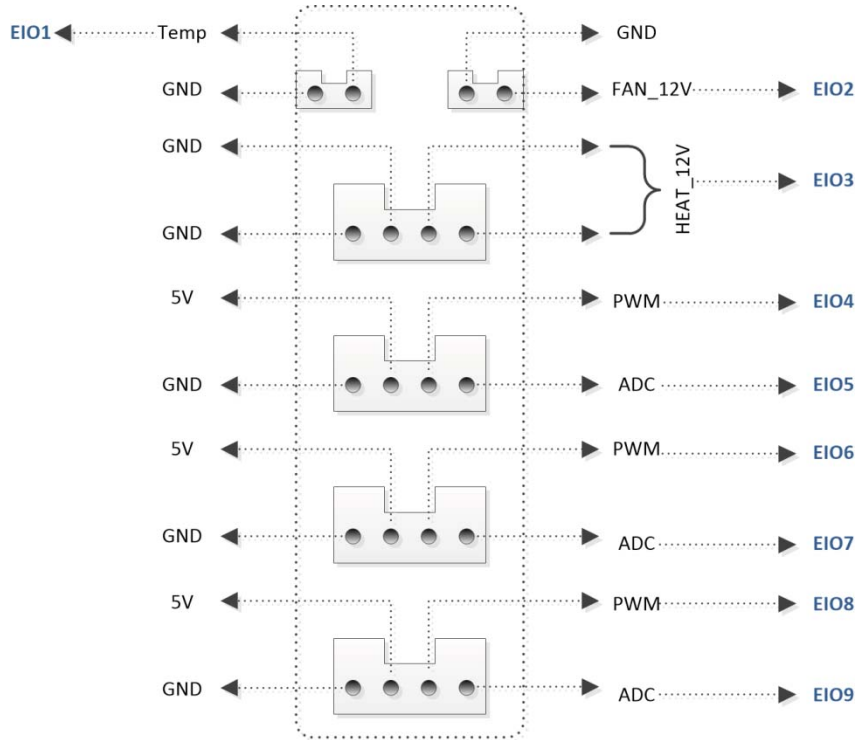 EIO1 Temp GND
GND FAN_12V EIO2
GND
HEAT_12V EIO3
GND
5V PWM EIO4
GND ADC EIO5
5V PWM EIO6
GND ADC EIO7
5V PWM EIO8
GND ADC EIO9